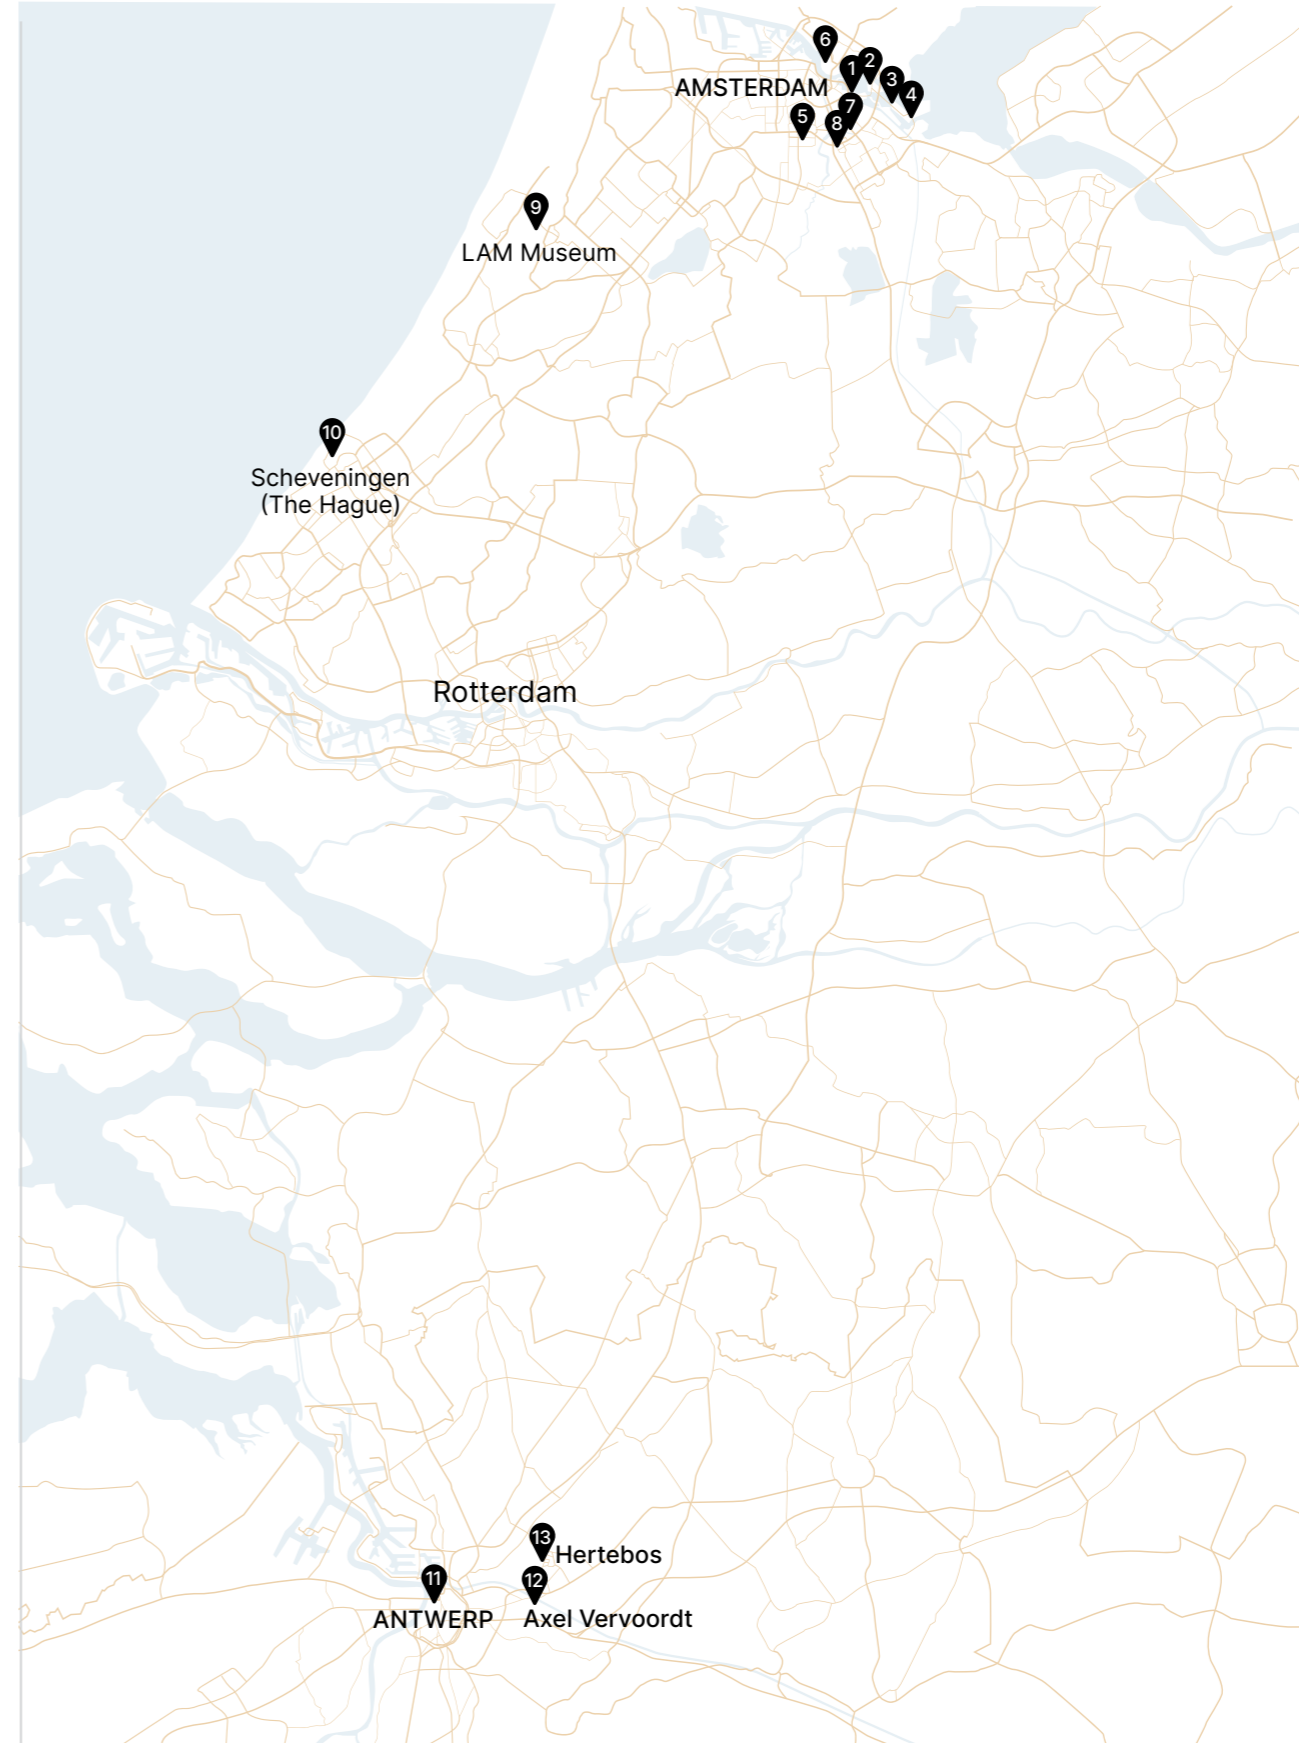 6
1
2
3
4
AMSTERDAM
7
5
8
9
LAM Museum
10
Scheveningen
(The Hague)
Rotterdam
13
Hertebos
11
12
ANTWERP
Axel Vervoordt